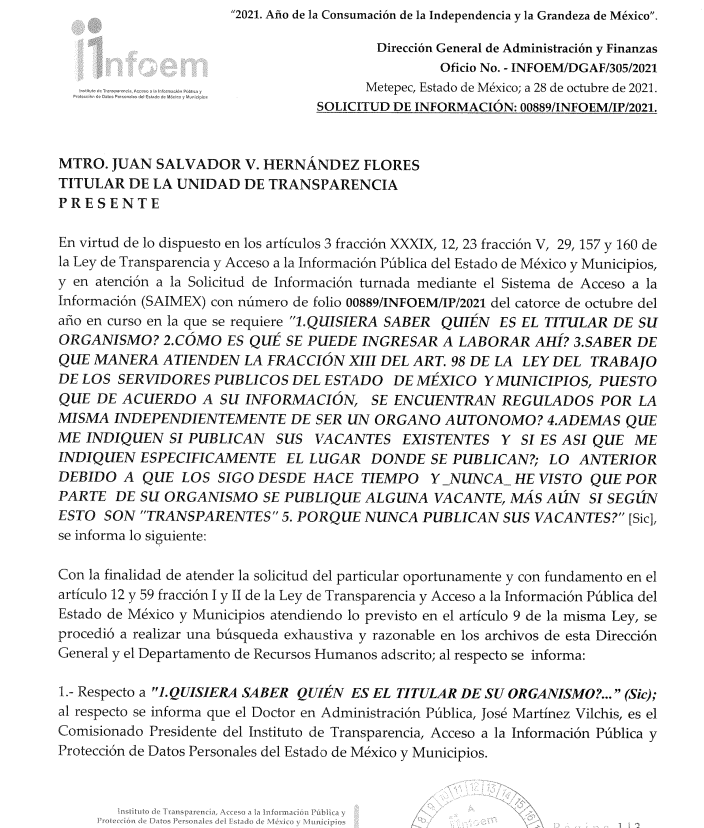 "2021. Año de la Consumación de la Independencia y la Grandeza de México".
infoem
Instituto de Transparencia, Acceso a la Información Pública y
Protección de Datos Personales del Estado de México y Municipios
Dirección General de Administración y Finanzas
Oficio No. - INFOEM/DGAF/305/2021
Metepec, Estado de México; a 28 de octubre de 2021.
SOLICITUD DE INFORMACIÓN: 00889/INFOEM/IP/2021.
MTRO. JUAN SALVADOR V. HERNÁNDEZ FLORES
TITULAR DE LA UNIDAD DE TRANSPARENCIA
P R E S E N T E
En virtud de lo dispuesto en los artículos 3 fracción XXXIX, 12, 23 fracción V, 29, 157 y 160 de
la Ley de Transparencia y Acceso a la Información Pública del Estado de México y Municipios,
y en atención a la Solicitud de Información turnada mediante el Sistema de Acceso a la
Información (SAIMEX) con número de folio 00889/INFOEM/IP/2021 del catorce de octubre del
año en curso en la que se requiere "1.QUISIERA SABER QUIÉN ES EL TITULAR DE SU
ORGANISMO? 2.CÓMO ES QUÉ SE PUEDE INGRESAR A LABORAR AHÍ? 3.SABER DE
QUE MANERA ATIENDEN LA FRACCIÓN XIII DEL ART. 98 DE LA LEY DEL TRABAJO
DE LOS SERVIDORES PUBLICOS DEL ESTADO DE MÉXICO Y MUNICIPIOS, PUESTO
QUE DE ACUERDO A SU INFORMACIÓN, SE ENCUENTRAN REGULADOS POR LA
MISMA INDEPENDIENTEMENTE DE SER UN ORGANO AUTONOMO? 4.ADEMAS QUE
ME INDIQUEN SI PUBLICAN SUS VACANTES EXISTENTES Y SI ES ASI QUE ME
INDIQUEN ESPECIFICAMENTE EL LUGAR DONDE SE PUBLICAN?; LO ANTERIOR
DEBIDO A QUE LOS SIGO DESDE HACE TIEMPO Y _NUNCA_ HE VISTO QUE POR
PARTE DE SU ORGANISMO SE PUBLIQUE ALGUNA VACANTE, MÁS AÚN SI SEGÚN
ESTO SON "TRANSPARENTES" 5. PORQUE NUNCA PUBLICAN SUS VACANTES?" [Sic],
se informa lo siguiente:
Con la finalidad de atender la solicitud del particular oportunamente y con fundamento en el
artículo 12 y 59 fracción I y II de la Ley de Transparencia y Acceso a la Información Pública del
Estado de México y Municipios atendiendo lo previsto en el artículo 9 de la misma Ley, se
procedió a realizar una búsqueda exhaustiva y razonable en los archivos de esta Dirección
General y el Departamento de Recursos Humanos adscrito; al respecto se informa:
1.- Respecto a "1.QUISIERA SABER QUIÉN ES EL TITULAR DE SU ORGANISMO?..." (Sic);
al respecto se informa que el Doctor en Administración Pública, José Martínez Vilchis, es el
Comisionado Presidente del Instituto de Transparencia, Acceso a la Información Pública y
Protección de Datos Personales del Estado de México y Municipios.
Instituto de Transparencia, Acceso a la Información Pública y
Protección de Datos Personales del Estado de México y Municipios
8 9 10 11 12 13 14 15 16
A
infoem
Página 1|3